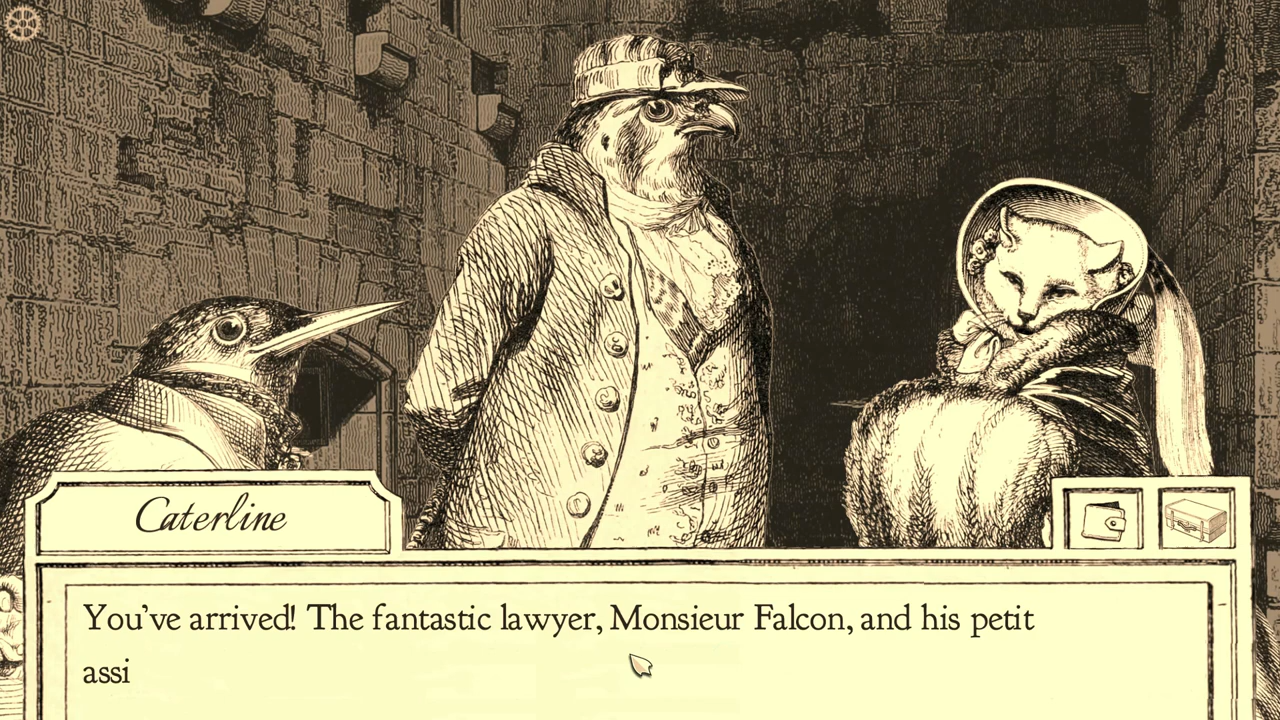 Caterline
You've arrived! The fantastic lawyer, Monsieur Falcon, and his petit
assi